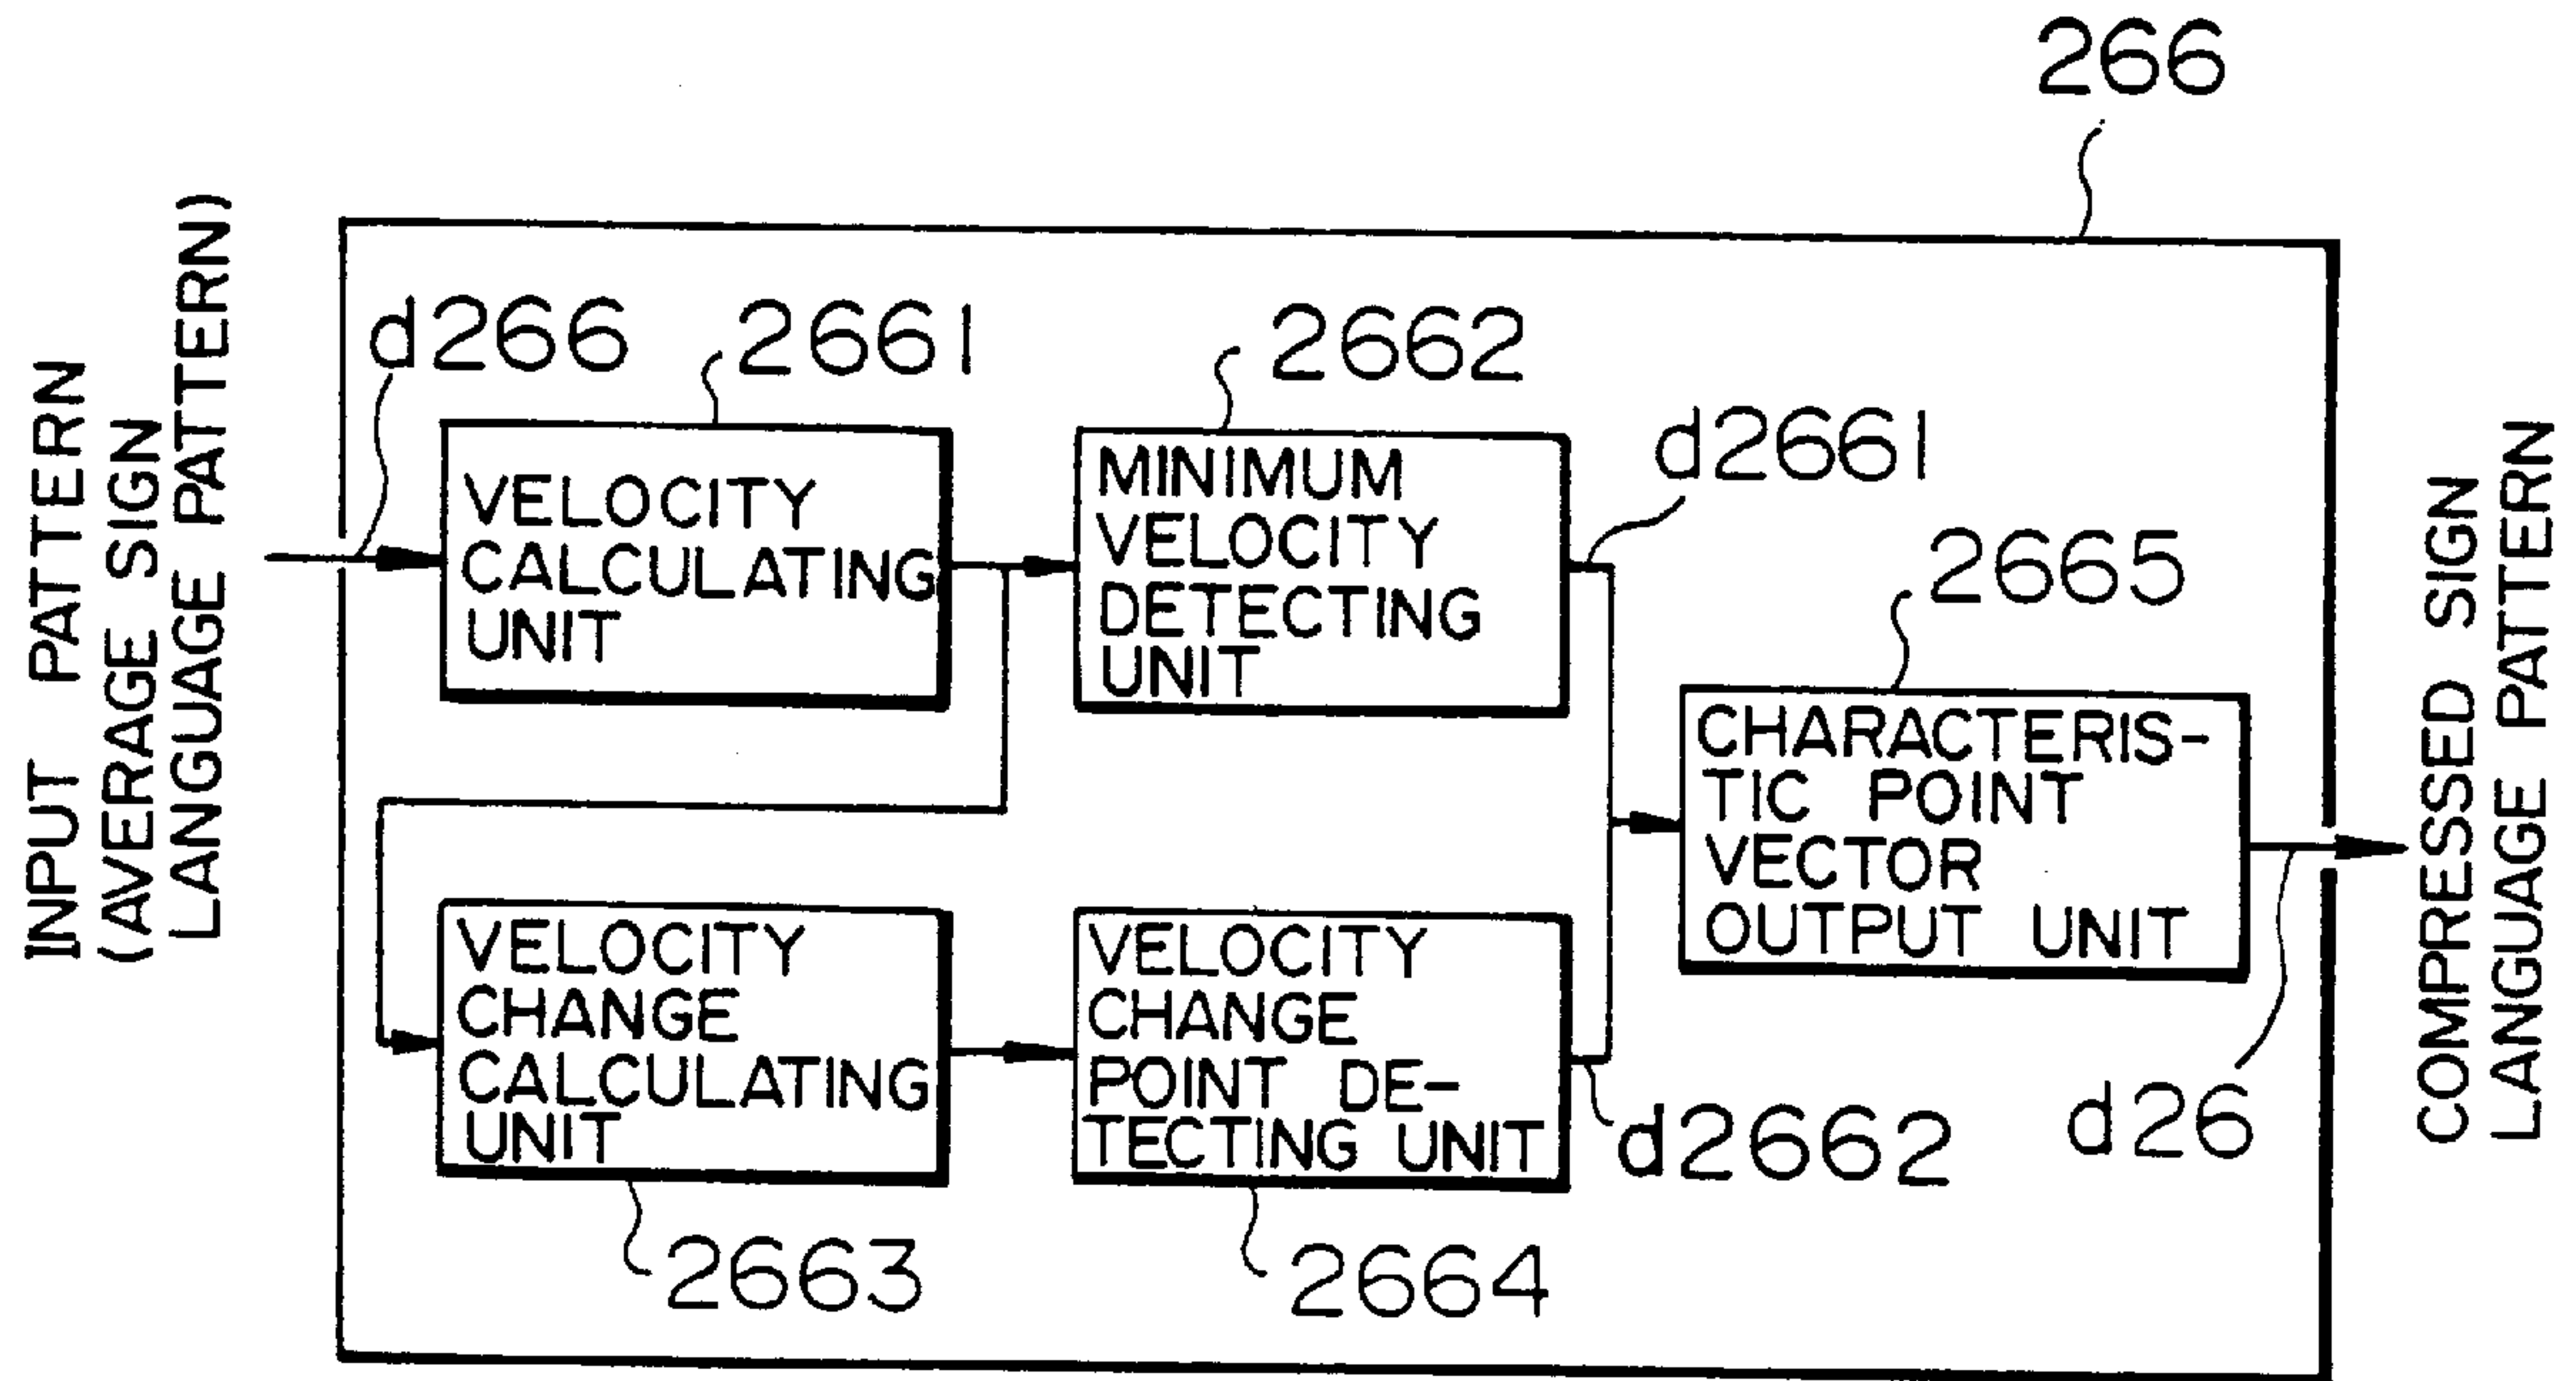 266
INPUT PATTERN
(AVERAGE SIGN
LANGUAGE PATTERN)
d266
2661
2662
d2661
VELOCITY
CALCULATING
UNIT
MINIMUM
VELOCITY
DETECTING
UNIT
2665
CHARACTERIS-
TIC POINT
VECTOR
OUTPUT UNIT
VELOCITY
CHANGE
CALCULATING
UNIT
VELOCITY
CHANGE
POINT DE-
TECTING UNIT
d2662
d26
2663
2664
COMPRESSED SIGN
LANGUAGE PATTERN